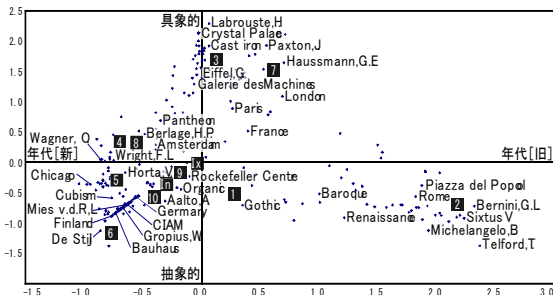 2.5
具象的
Labrouste,H
Crystal Palace
2.0
Cast iron
Paxton,J
3
Haussmann,G.E
1.5
Eiffel,G
7
Galerie des Machines
1.0
London
Pantheon
Paris
0.5
Wagner, O
4
8
Berlage,H.P
France
Amsterdam
年代[新]
Wright,F.L
年代[旧]
0.0
Chicago
5
Horta,V
9
Rockefeller Center
Cubism
Organic
1
Baroque
Piazza del Popolo
-0.5
10
Aalto,A
Rome
Mies v.d.R,L
Germany
Gothic
2
Bernini,G.L
Finland
CIAM
Renaissance
Sixtus V
-1.0
De Stijl
6
Gropius,W
Michelangelo,B
Bauhaus
Telford,T
-1.5
抽象的
-1.5
-1.0
-0.5
0.0
0.5
1.0
1.5
2.0
2.5
3.0